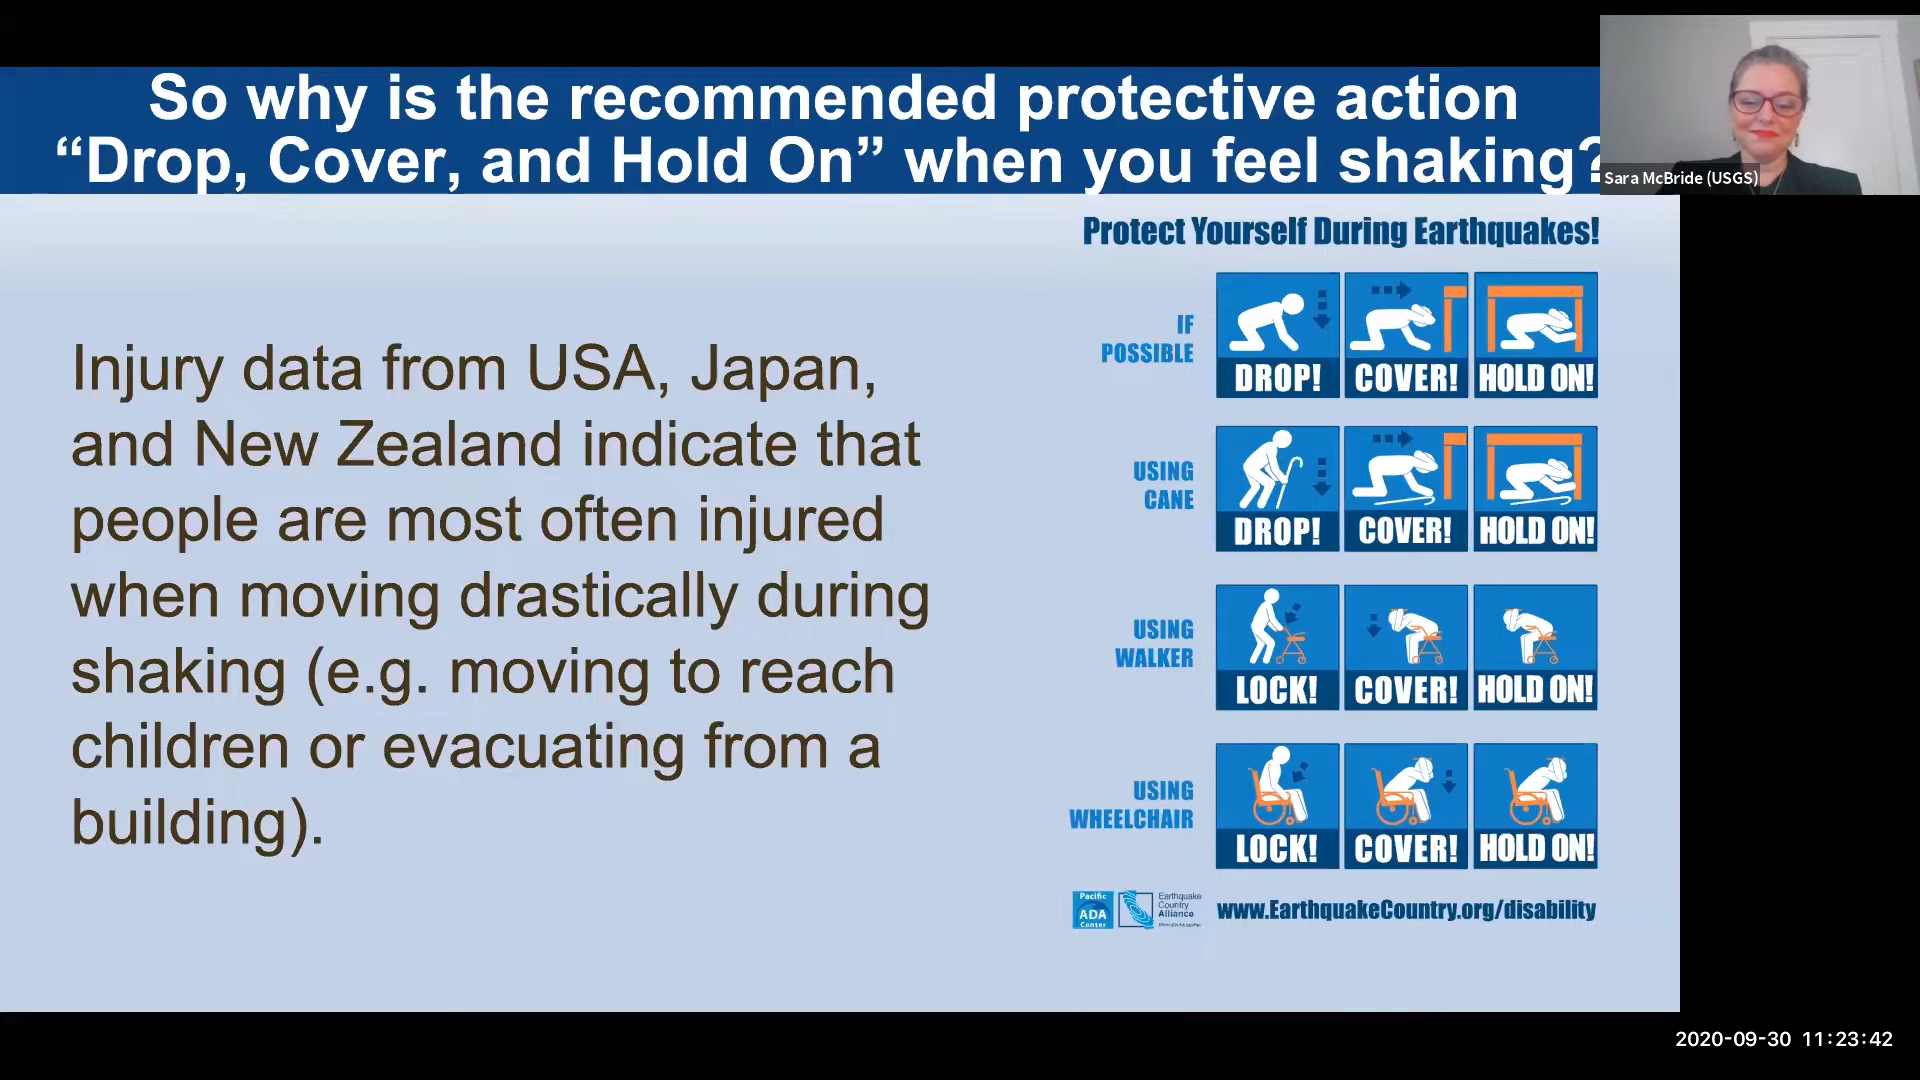 So why is the recommended protective action
“Drop, Cover, and Hold On” when you feel shaking?
Sara McBride (USGS)
Injury data from USA, Japan,
and New Zealand indicate that
people are most often injured
when moving drastically during
shaking (e.g. moving to reach
children or evacuating from a
building).
Protect Yourself During Earthquakes!
IF
POSSIBLE
DROP! COVER! HOLD ON!
USING
CANE
DROP! COVER! HOLD ON!
USING
WALKER
LOCK! COVER! HOLD ON!
USING
WHEELCHAIR
LOCK! COVER! HOLD ON!
Pacific
ADA
Center
Earthquake
Country
Alliance
www.EarthquakeCountry.org/disability
2020-09-30 11:23:42